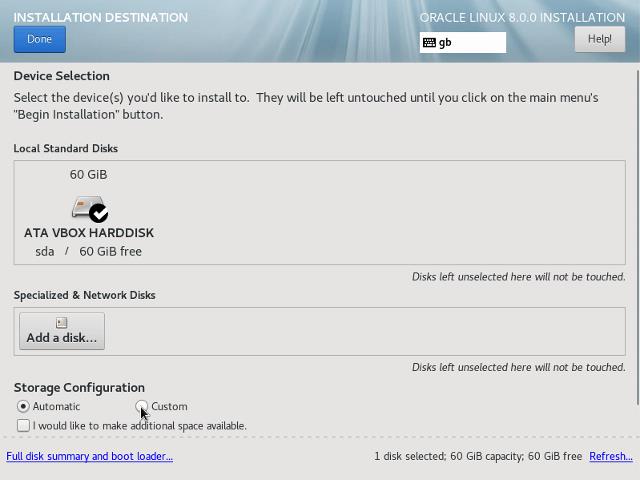 INSTALLATION DESTINATION
ORACLE LINUX 8.0.0 INSTALLATION
Done
gb
Help!
Device Selection
Select the device(s) you'd like to install to. They will be left untouched until you click on the main menu's
"Begin Installation" button.
Local Standard Disks
60 GiB
ATA VBOX HARDDISK
sda / 60 GiB free
Disks left unselected here will not be touched.
Specialized & Network Disks
Add a disk...
Disks left unselected here will not be touched.
Storage Configuration
Automatic Custom
I would like to make additional space available.
Full disk summary and boot loader... 1 disk selected; 60 GiB capacity; 60 GiB free Refresh...